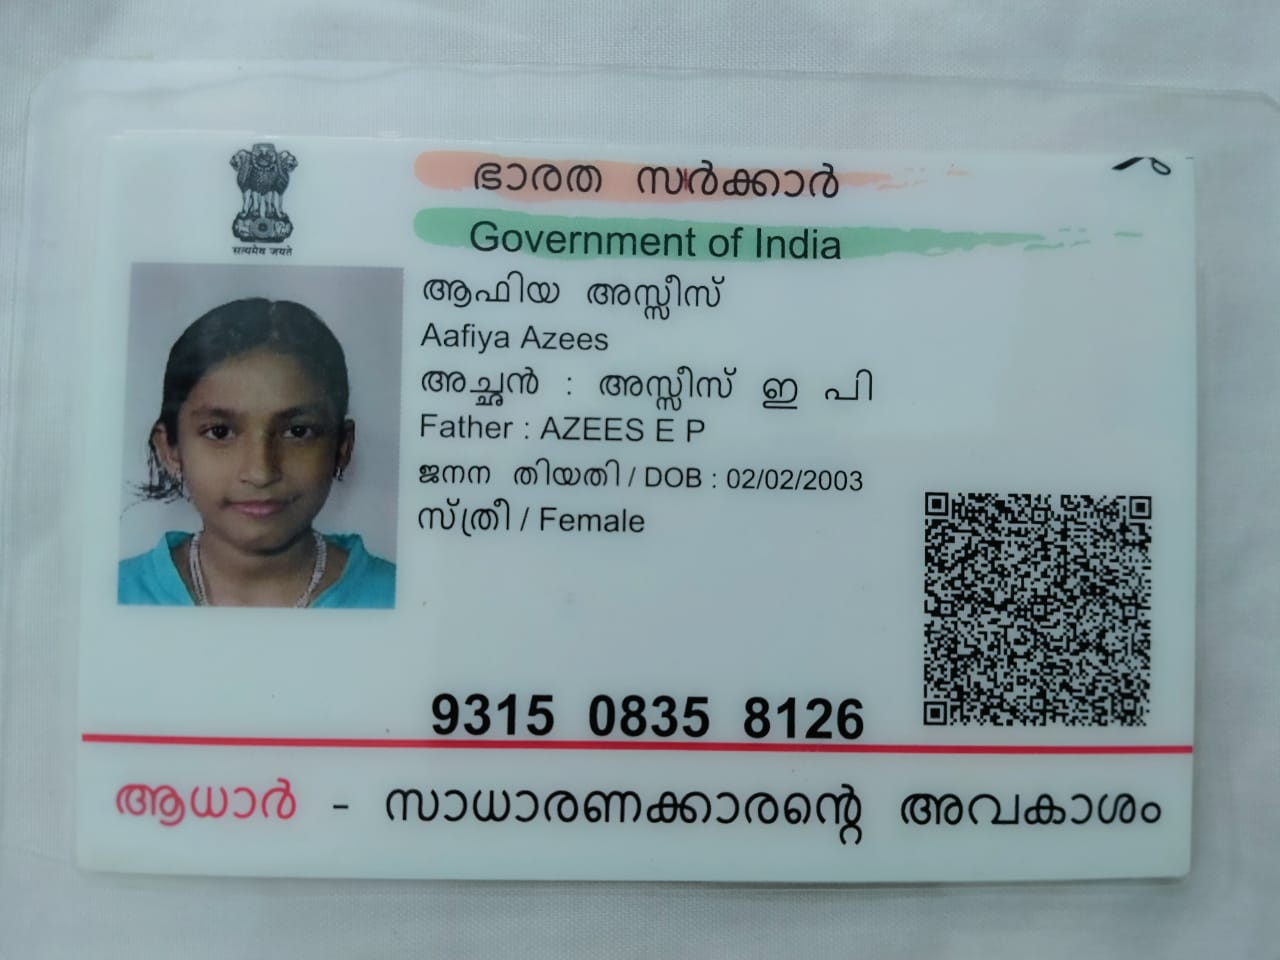 ഭാരത സർക്കാർ
Government of India
सत्यमेव जयते
ആഫിയ അസ്സീസ്
Aafiya Azees
അച്ഛൻ : അസ്സീസ് ഇ പി
Father : AZEES E P
ജനന തിയതി / DOB : 02/02/2003
സ്ത്രീ / Female
9315 0835 8126
ആധാർ - സാധാരണക്കാരന്റെ അവകാശം